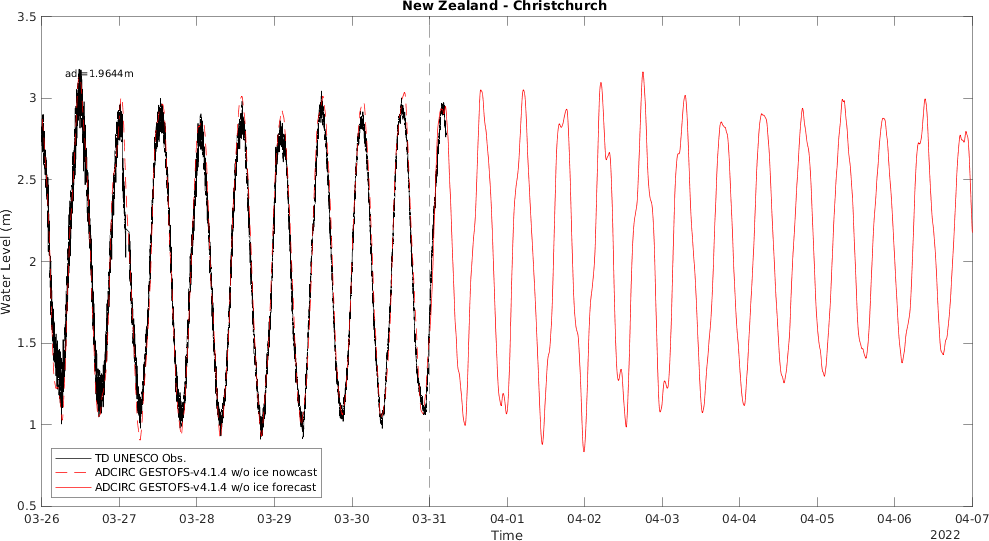 New Zealand - Christchurch
3.5
3
2.5
2
1.5
1
0.5
Water Level (m)
=1.9644m
TD UNESCO Obs.
ADCIRC GESTOFS-v4.1.4 w/o ice nowcast
ADCIRC GESTOFS-v4.1.4 w/o ice forecast
03-26 03-27 03-28 03-29 03-30 03-31 04-01 04-02 04-03 04-04 04-05 04-06 04-07
Time
2022